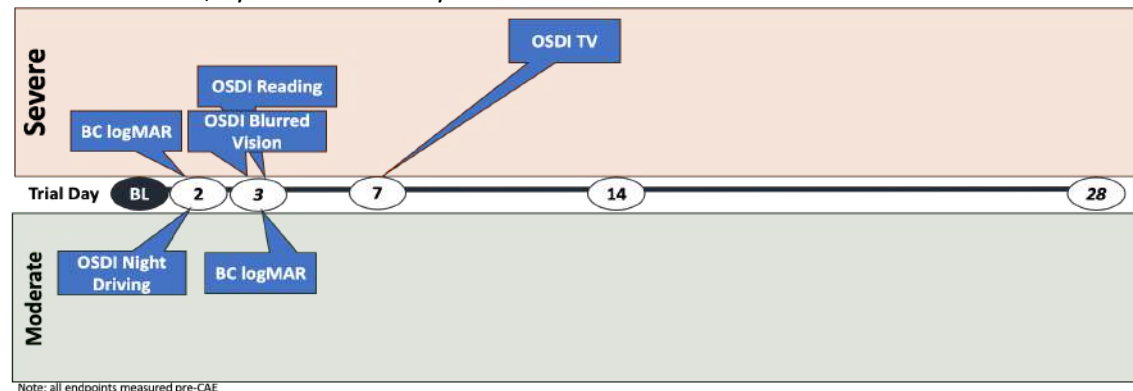 Severe
OSDI TV
OSDI Reading
BC logMAR
OSDI Blurred
Vision
Trial Day BL 2 3 7 14 28
Moderate
OSDI Night
Driving
BC logMAR
Note: all endpoints measured pre-CAE